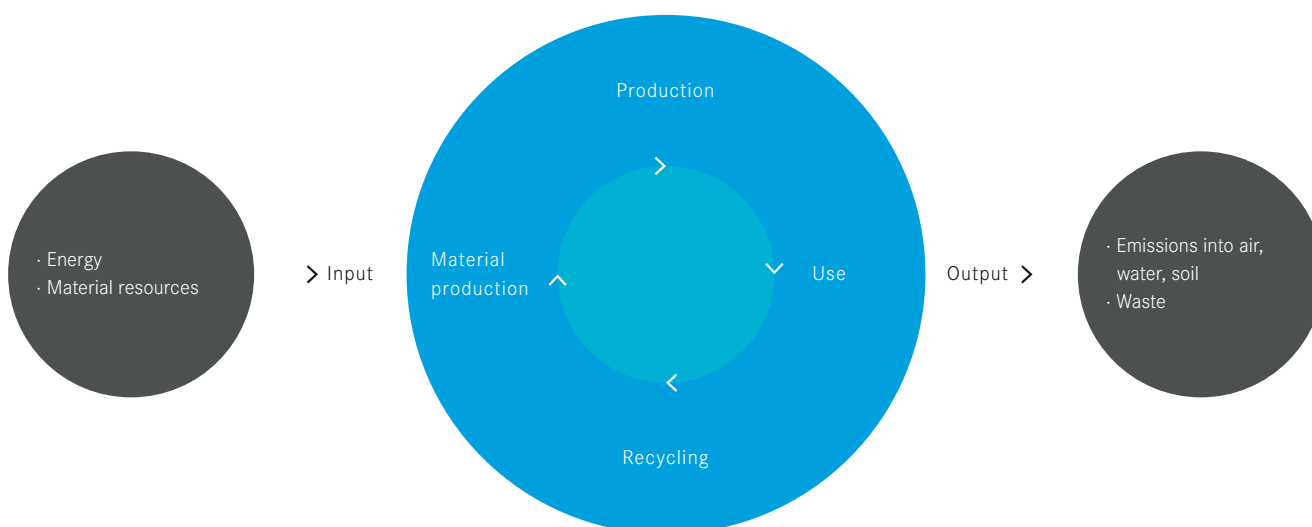 Production
· Energy
· Material resources
Input
Material
production
Use
Output
· Emissions into air,
water, soil
· Waste
Recycling